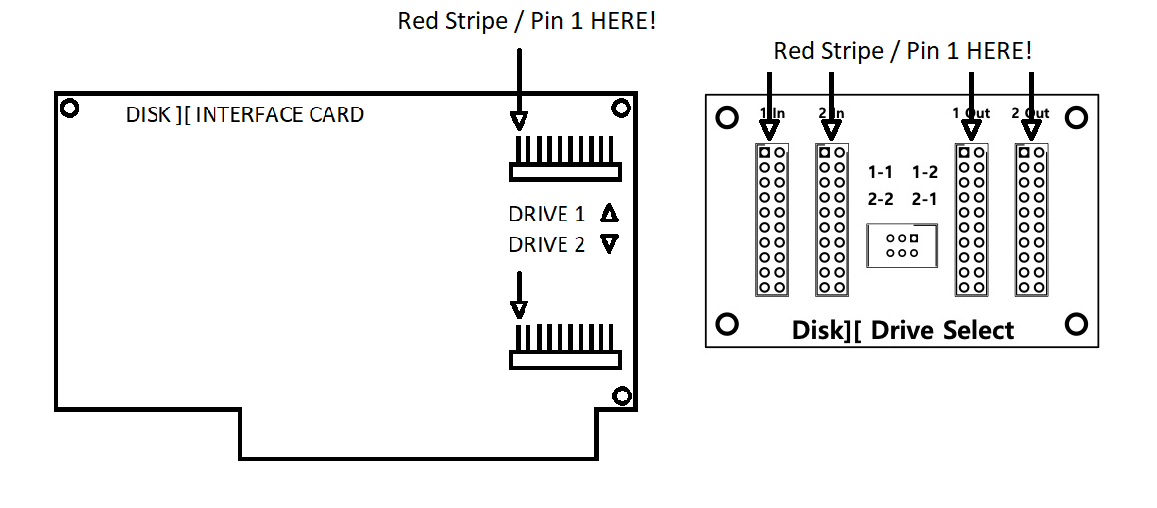 Red Stripe / Pin 1 HERE!
DISK ][ INTERFACE CARD
DRIVE 1
DRIVE 2
Red Stripe / Pin 1 HERE!
1 In 2 In 1 Out 2 Out
1-1 1-2
2-2 2-1
Disk][ Drive Select